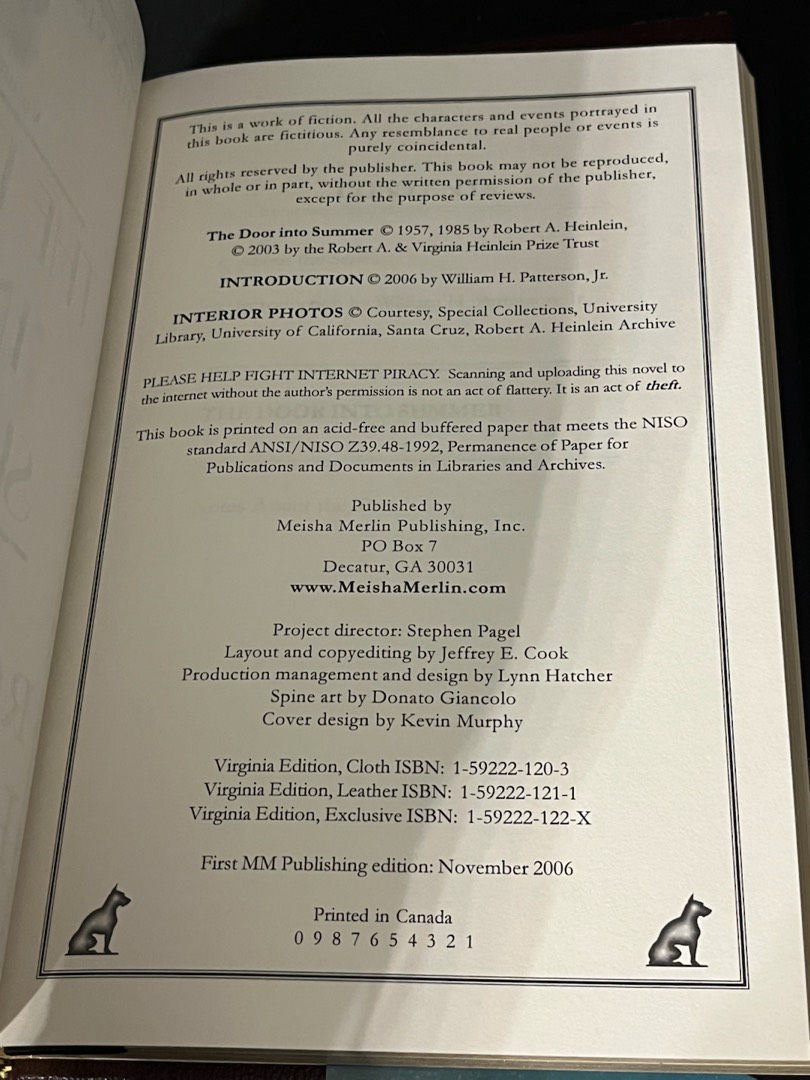 This is a work of fiction. All the characters and events portrayed in
this book are fictitious. Any resemblance to real people or events is
purely coincidental.
All rights reserved by the publisher. This book may not be reproduced,
in whole or in part, without the written permission of the publisher,
except for the purpose of reviews.
The Door into Summer © 1957, 1985 by Robert A. Heinlein,
© 2003 by the Robert A. & Virginia Heinlein Prize Trust
INTRODUCTION © 2006 by William H. Patterson, Jr.
INTERIOR PHOTOS © Courtesy, Special Collections, University
Library, University of California, Santa Cruz, Robert A. Heinlein Archive
PLEASE HELP FIGHT INTERNET PIRACY. Scanning and uploading this novel to
the internet without the author's permission is not an act of flattery. It is an act of theft.
This book is printed on an acid-free and buffered paper that meets the NISO
standard ANSI/NISO Z39.48-1992, Permanence of Paper for
Publications and Documents in Libraries and Archives.
Published by
Meisha Merlin Publishing, Inc.
PO Box 7
Decatur, GA 30031
www.MeishaMerlin.com
Project director: Stephen Pagel
Layout and copyediting by Jeffrey E. Cook
Production management and design by Lynn Hatcher
Spine art by Donato Giancolo
Cover design by Kevin Murphy
Virginia Edition, Cloth ISBN: 1-59222-120-3
Virginia Edition, Leather ISBN: 1-59222-121-1
Virginia Edition, Exclusive ISBN: 1-59222-122-X
First MM Publishing edition: November 2006
Printed in Canada
0 9 8 7 6 5 4 3 2 1